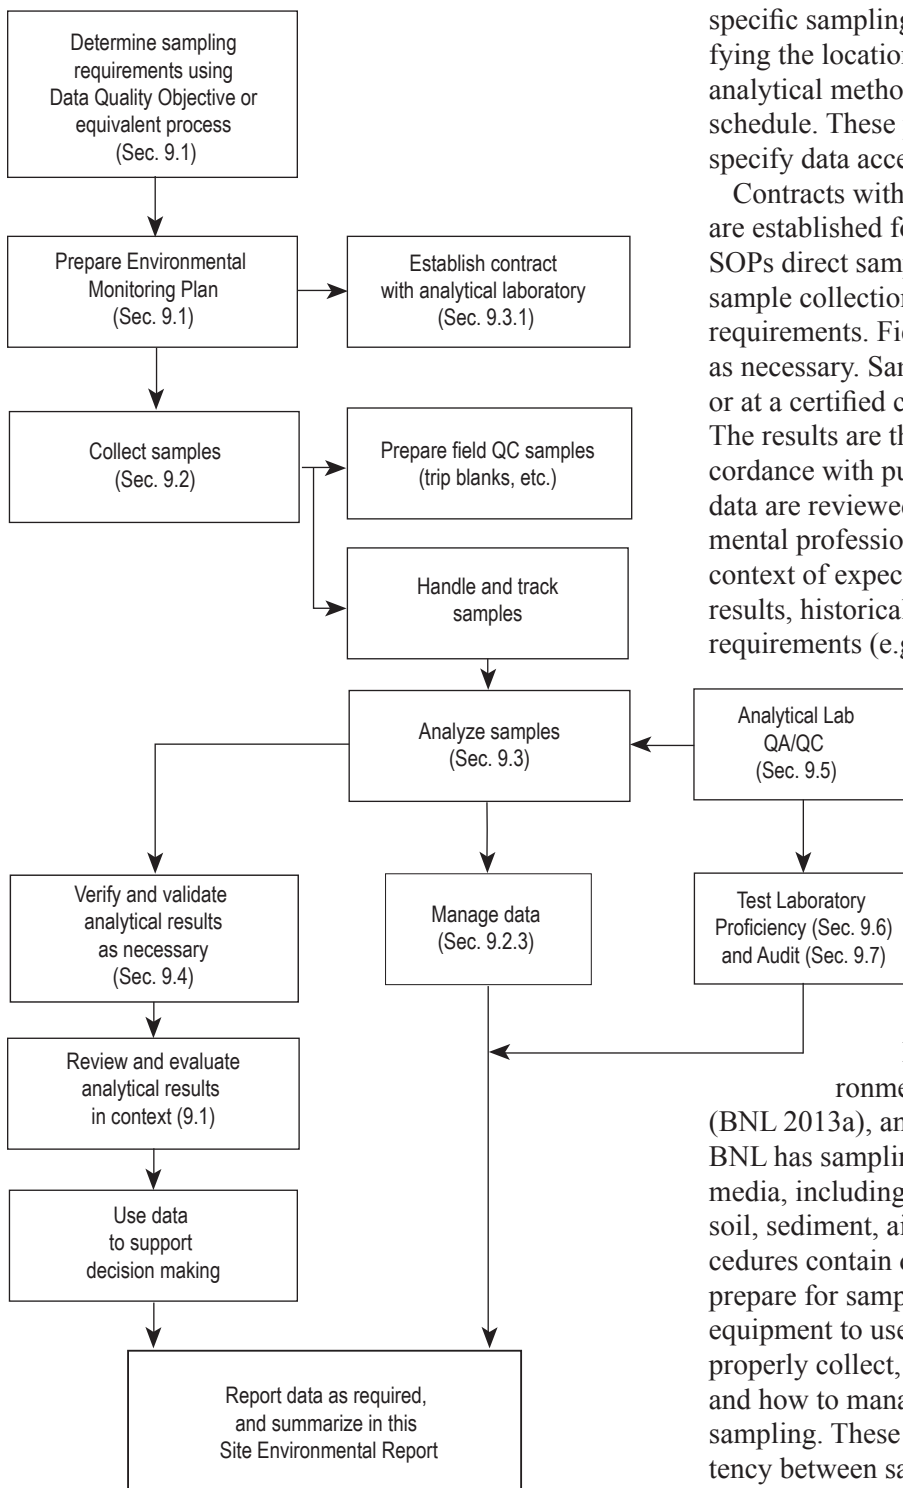 Determine sampling
requirements using
Data Quality Objective or
equivalent process
(Sec. 9.1)
Prepare Environmental
Monitoring Plan
(Sec. 9.1)
Establish contract
with analytical laboratory
(Sec. 9.3.1)
Collect samples
(Sec. 9.2)
Prepare field QC samples
(trip blanks, etc.)
Handle and track
samples
Analyze samples
(Sec. 9.3)
Analytical Lab
QA/QC
(Sec. 9.5)
Verify and validate
analytical results
as necessary
(Sec. 9.4)
Manage data
(Sec. 9.2.3)
Test Laboratory
Proficiency (Sec. 9.6)
and Audit (Sec. 9.7)
Review and evaluate
analytical results
in context (9.1)
Use data
to support
decision making
Report data as required,
and summarize in this
Site Environmental Report
specific sampling
fying the location
analytical metho
schedule. These
specify data acce
Contracts with
are established fo
SOPs direct sam
sample collection
requirements. Fie
as necessary. Sam
or at a certified c
The results are th
cordance with pu
data are reviewed
mental professio
context of expec
results, historical
requirements (e.g
ronme
(BNL 2013a), an
BNL has samplin
media, including
soil, sediment, ai
cedures contain d
prepare for samp
equipment to use
properly collect,
and how to mana
sampling. These
tency between sa